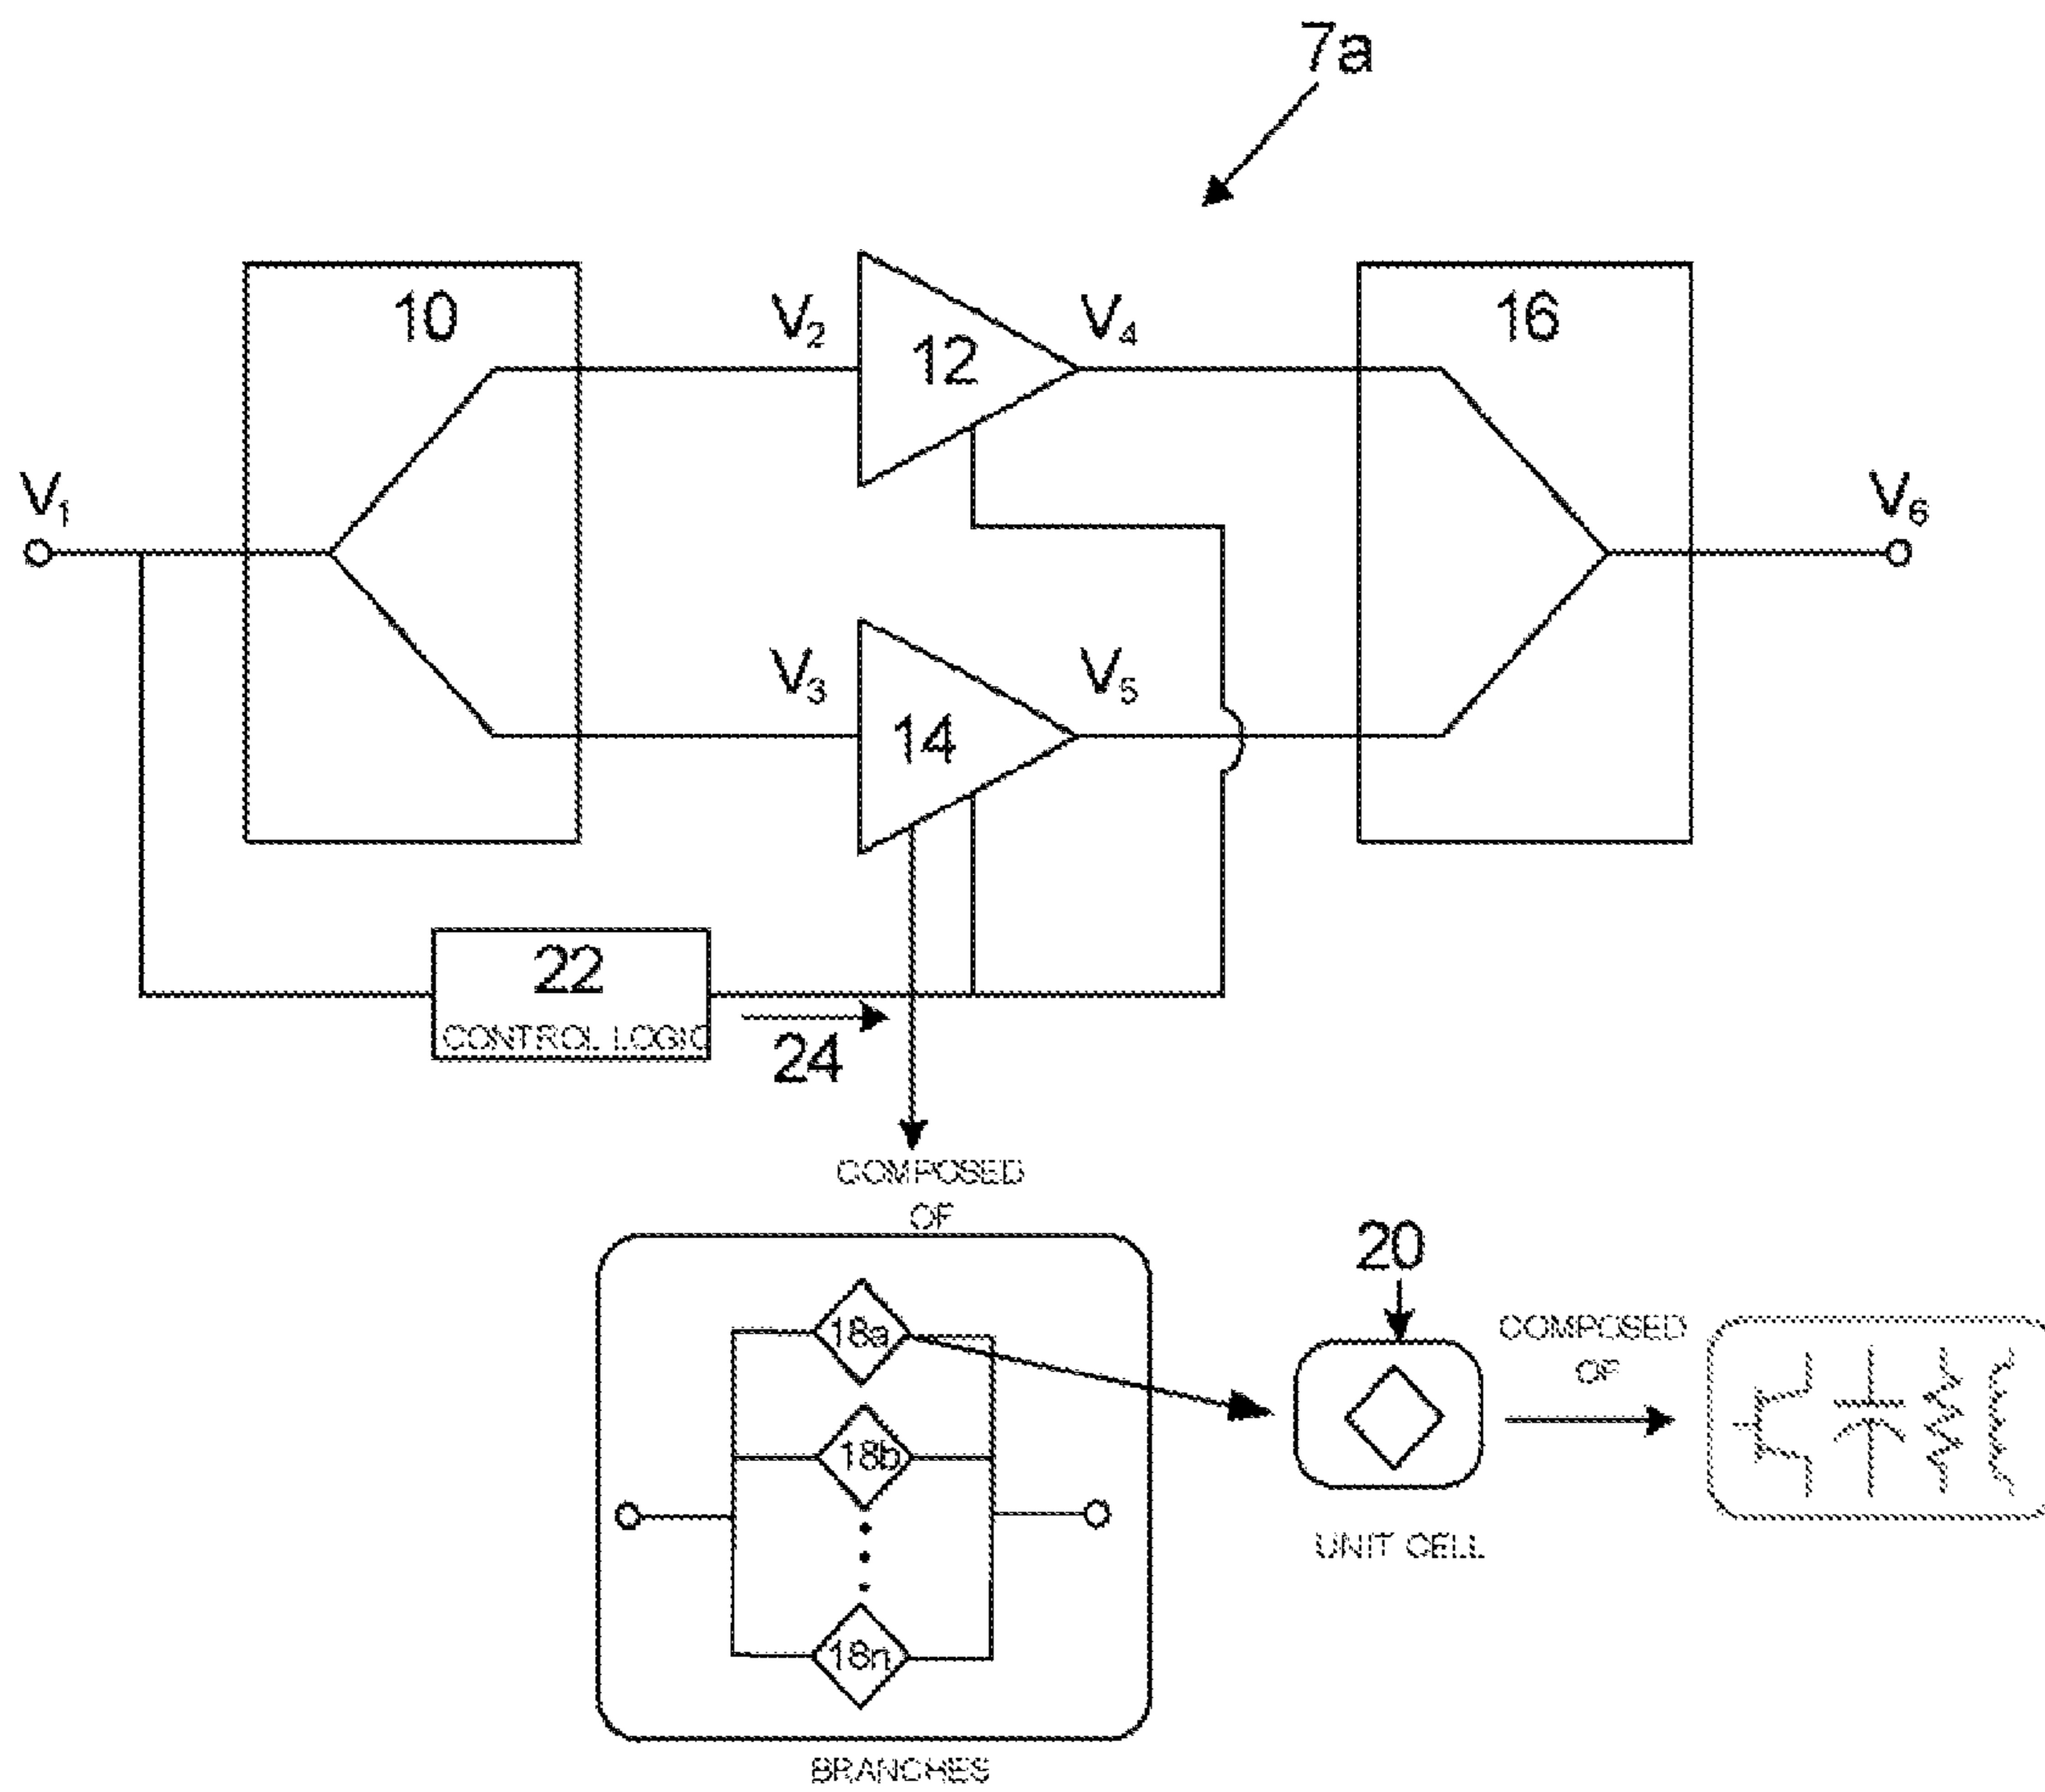 7a
10
V2
12
V4
16
V1
V6
V3
14
V5
22
CONTROL LOGIC
24
COMPOSED
OF
18a
18b
18n
BRANCHES
20
UNIT CELL
COMPOSED
OF